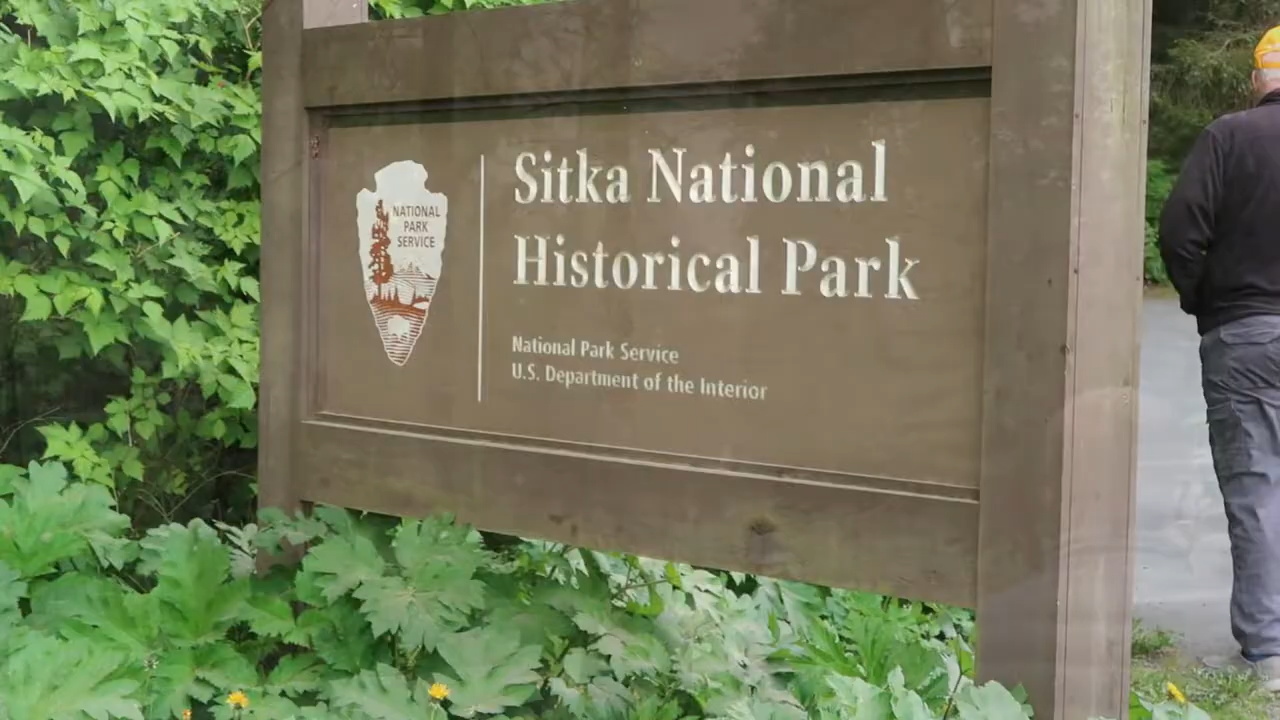 NATIONAL
PARK
SERVICE
Sitka National
Historical Park
National Park Service
U.S. Department of the Interior